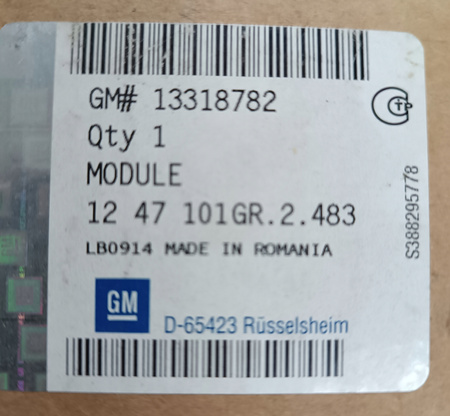 GM# 13318782
Qty 1
MODULE
12 47 101GR.2.483
LB0914 MADE IN ROMANIA
GM
D-65423 Rüsselsheim
S388295778